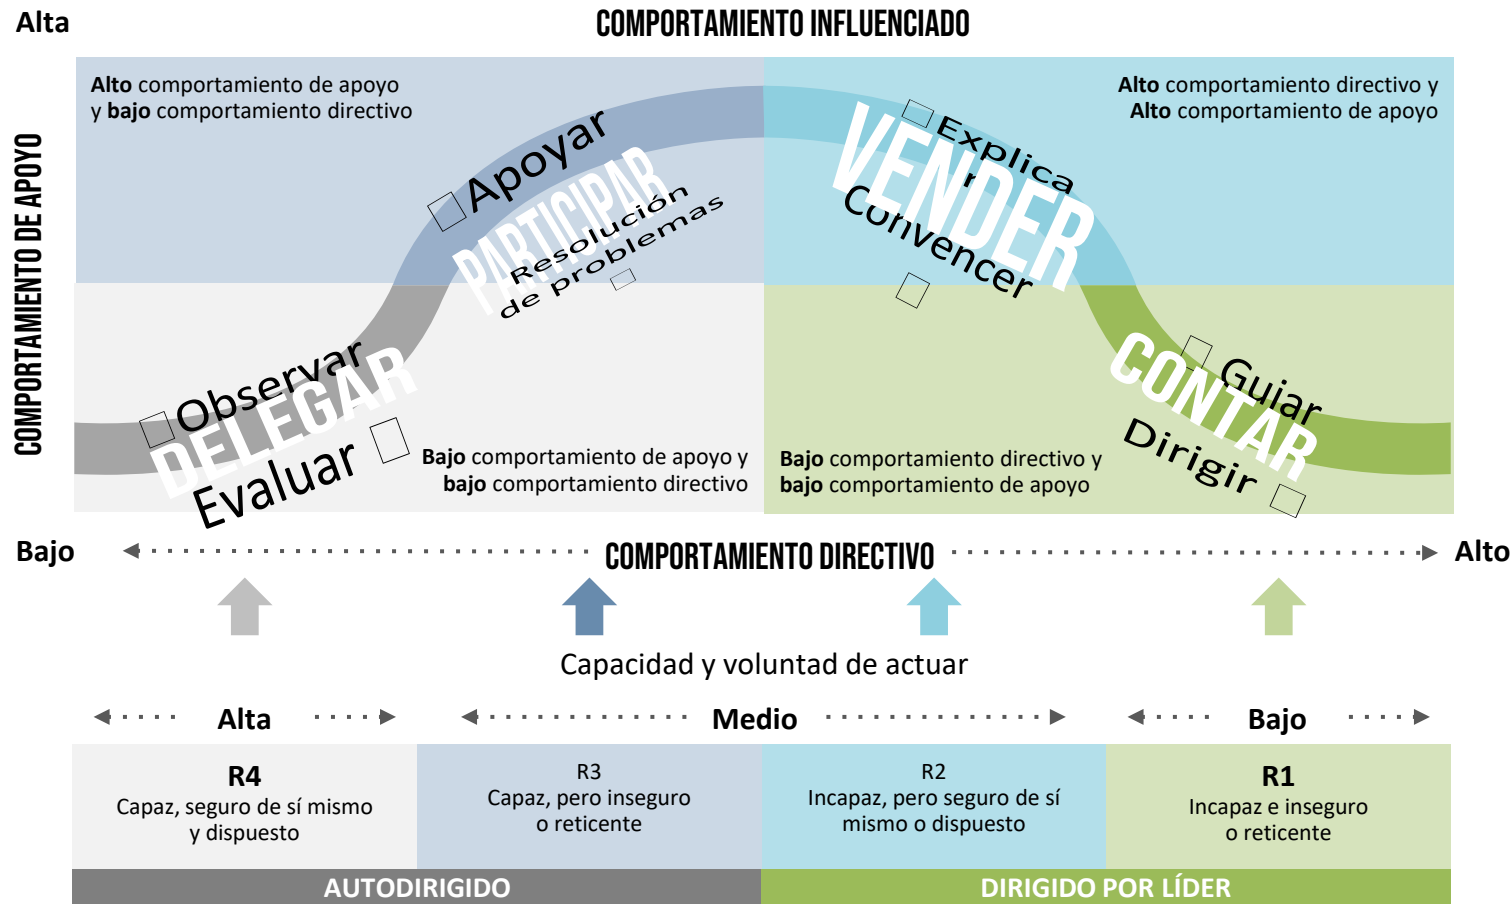 Alta
COMPORTAMIENTO INFLUENCIADO
COMPORTAMIENTO DE APOYO
Alto comportamiento de apoyo
y bajo comportamiento directivo
Apoyar
PARTICIPAR
Resolución
de problemas
Alto comportamiento directivo y
Alto comportamiento de apoyo
Explica
r
VENDER
Convencer
Observar
DELEGAR
Evaluar
Bajo comportamiento de apoyo y
bajo comportamiento directivo
Bajo comportamiento directivo y
bajo comportamiento de apoyo
Guiar
CONTAR
Dirigir
Bajo
COMPORTAMIENTO DIRECTIVO
Alto
Capacidad y voluntad de actuar
Alta
Medio
Bajo
R4
Capaz, seguro de sí mismo
y dispuesto
R3
Capaz, pero inseguro
o reticente
R2
Incapaz, pero seguro de sí
mismo o dispuesto
R1
Incapaz e inseguro
o reticente
AUTODIRIGIDO
DIRIGIDO POR LÍDER